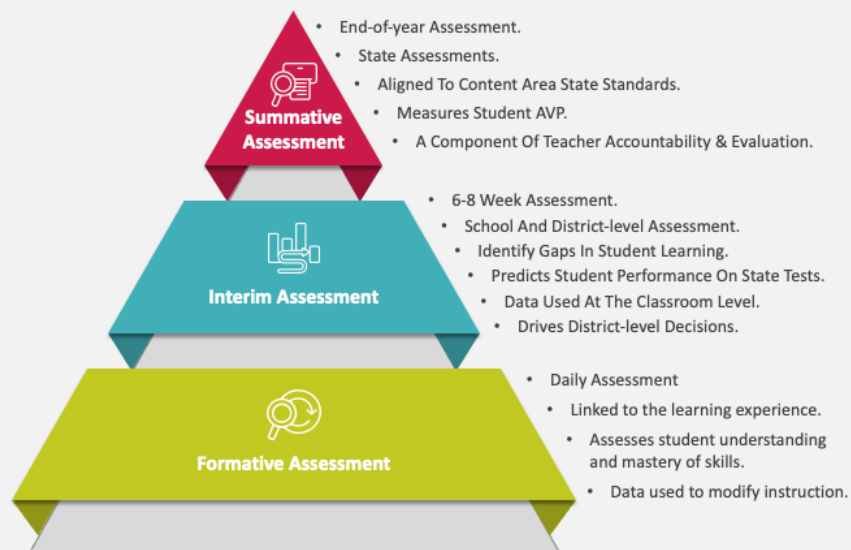 • End-of-year Assessment.
• State Assessments.
• Aligned To Content Area State Standards.
• Measures Student AVP.
• A Component Of Teacher Accountability & Evaluation.
Summative
Assessment
• 6-8 Week Assessment.
• School And District-level Assessment.
• Identify Gaps In Student Learning.
• Predicts Student Performance On State Tests.
• Data Used At The Classroom Level.
• Drives District-level Decisions.
Interim Assessment
• Daily Assessment
• Linked to the learning experience.
• Assesses student understanding
and mastery of skills.
• Data used to modify instruction.
Formative Assessment